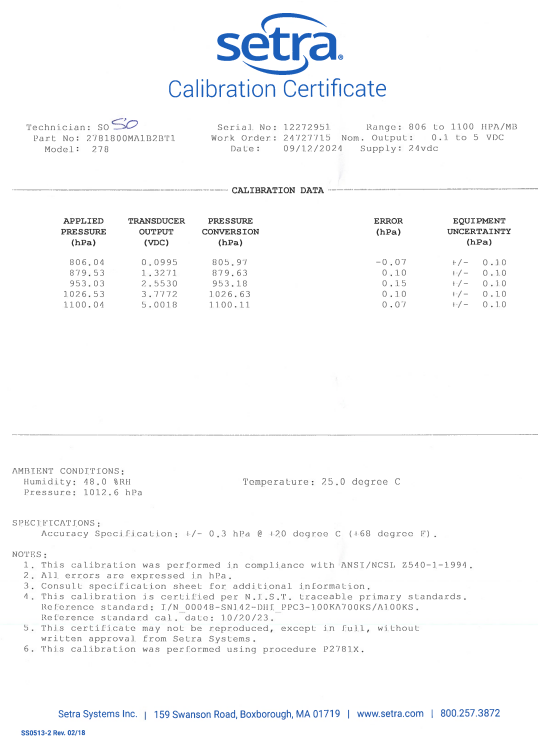 setra®
Calibration Certificate
Technician: SO SO Serial No: 12272951 Range: 806 to 1100 HPA/MB
Part No: 2781800MA1B2BT1 Work Order: 24727715 Nom. Output: 0.1 to 5 VDC
Model: 278 Date: 09/12/2024 Supply: 24vdc
CALIBRATION DATA
APPLIED TRANSDUCER PRESSURE ERROR EQUIPMENT
PRESSURE OUTPUT CONVERSION (hPa) UNCERTAINTY
(hPa) (VDC) (hPa) (hPa)
806.04 0.0995 805.97 -0.07 +/- 0.10
879.53 1.3271 879.63 0.10 +/- 0.10
953.03 2.5530 953.18 0.15 +/- 0.10
1026.53 3.7772 1026.63 0.10 +/- 0.10
1100.04 5.0018 1100.11 0.07 +/- 0.10
AMBIENT CONDITIONS:
Humidity: 48.0 %RH Temperature: 25.0 degree C
Pressure: 1012.6 hPa
SPECIFICATIONS:
Accuracy Specification: +/- 0.3 hPa @ +20 degree C (+68 degree F).
NOTES:
1. This calibration was performed in compliance with ANSI/NCSL Z540-1-1994.
2. All errors are expressed in hPa.
3. Consult specification sheet for additional information.
4. This calibration is certified per N.I.S.T. traceable primary standards.
Reference standard: I/N_00048-SN142-DHI_PPC3-100KA700KS/A100KS.
Reference standard cal. date: 10/20/23.
5. This certificate may not be reproduced, except in full, without
written approval from Setra Systems.
6. This calibration was performed using procedure P2781X.
Setra Systems Inc. | 159 Swanson Road, Boxborough, MA 01719 | www.setra.com | 800.257.3872
SS0513-2 Rev. 02/18